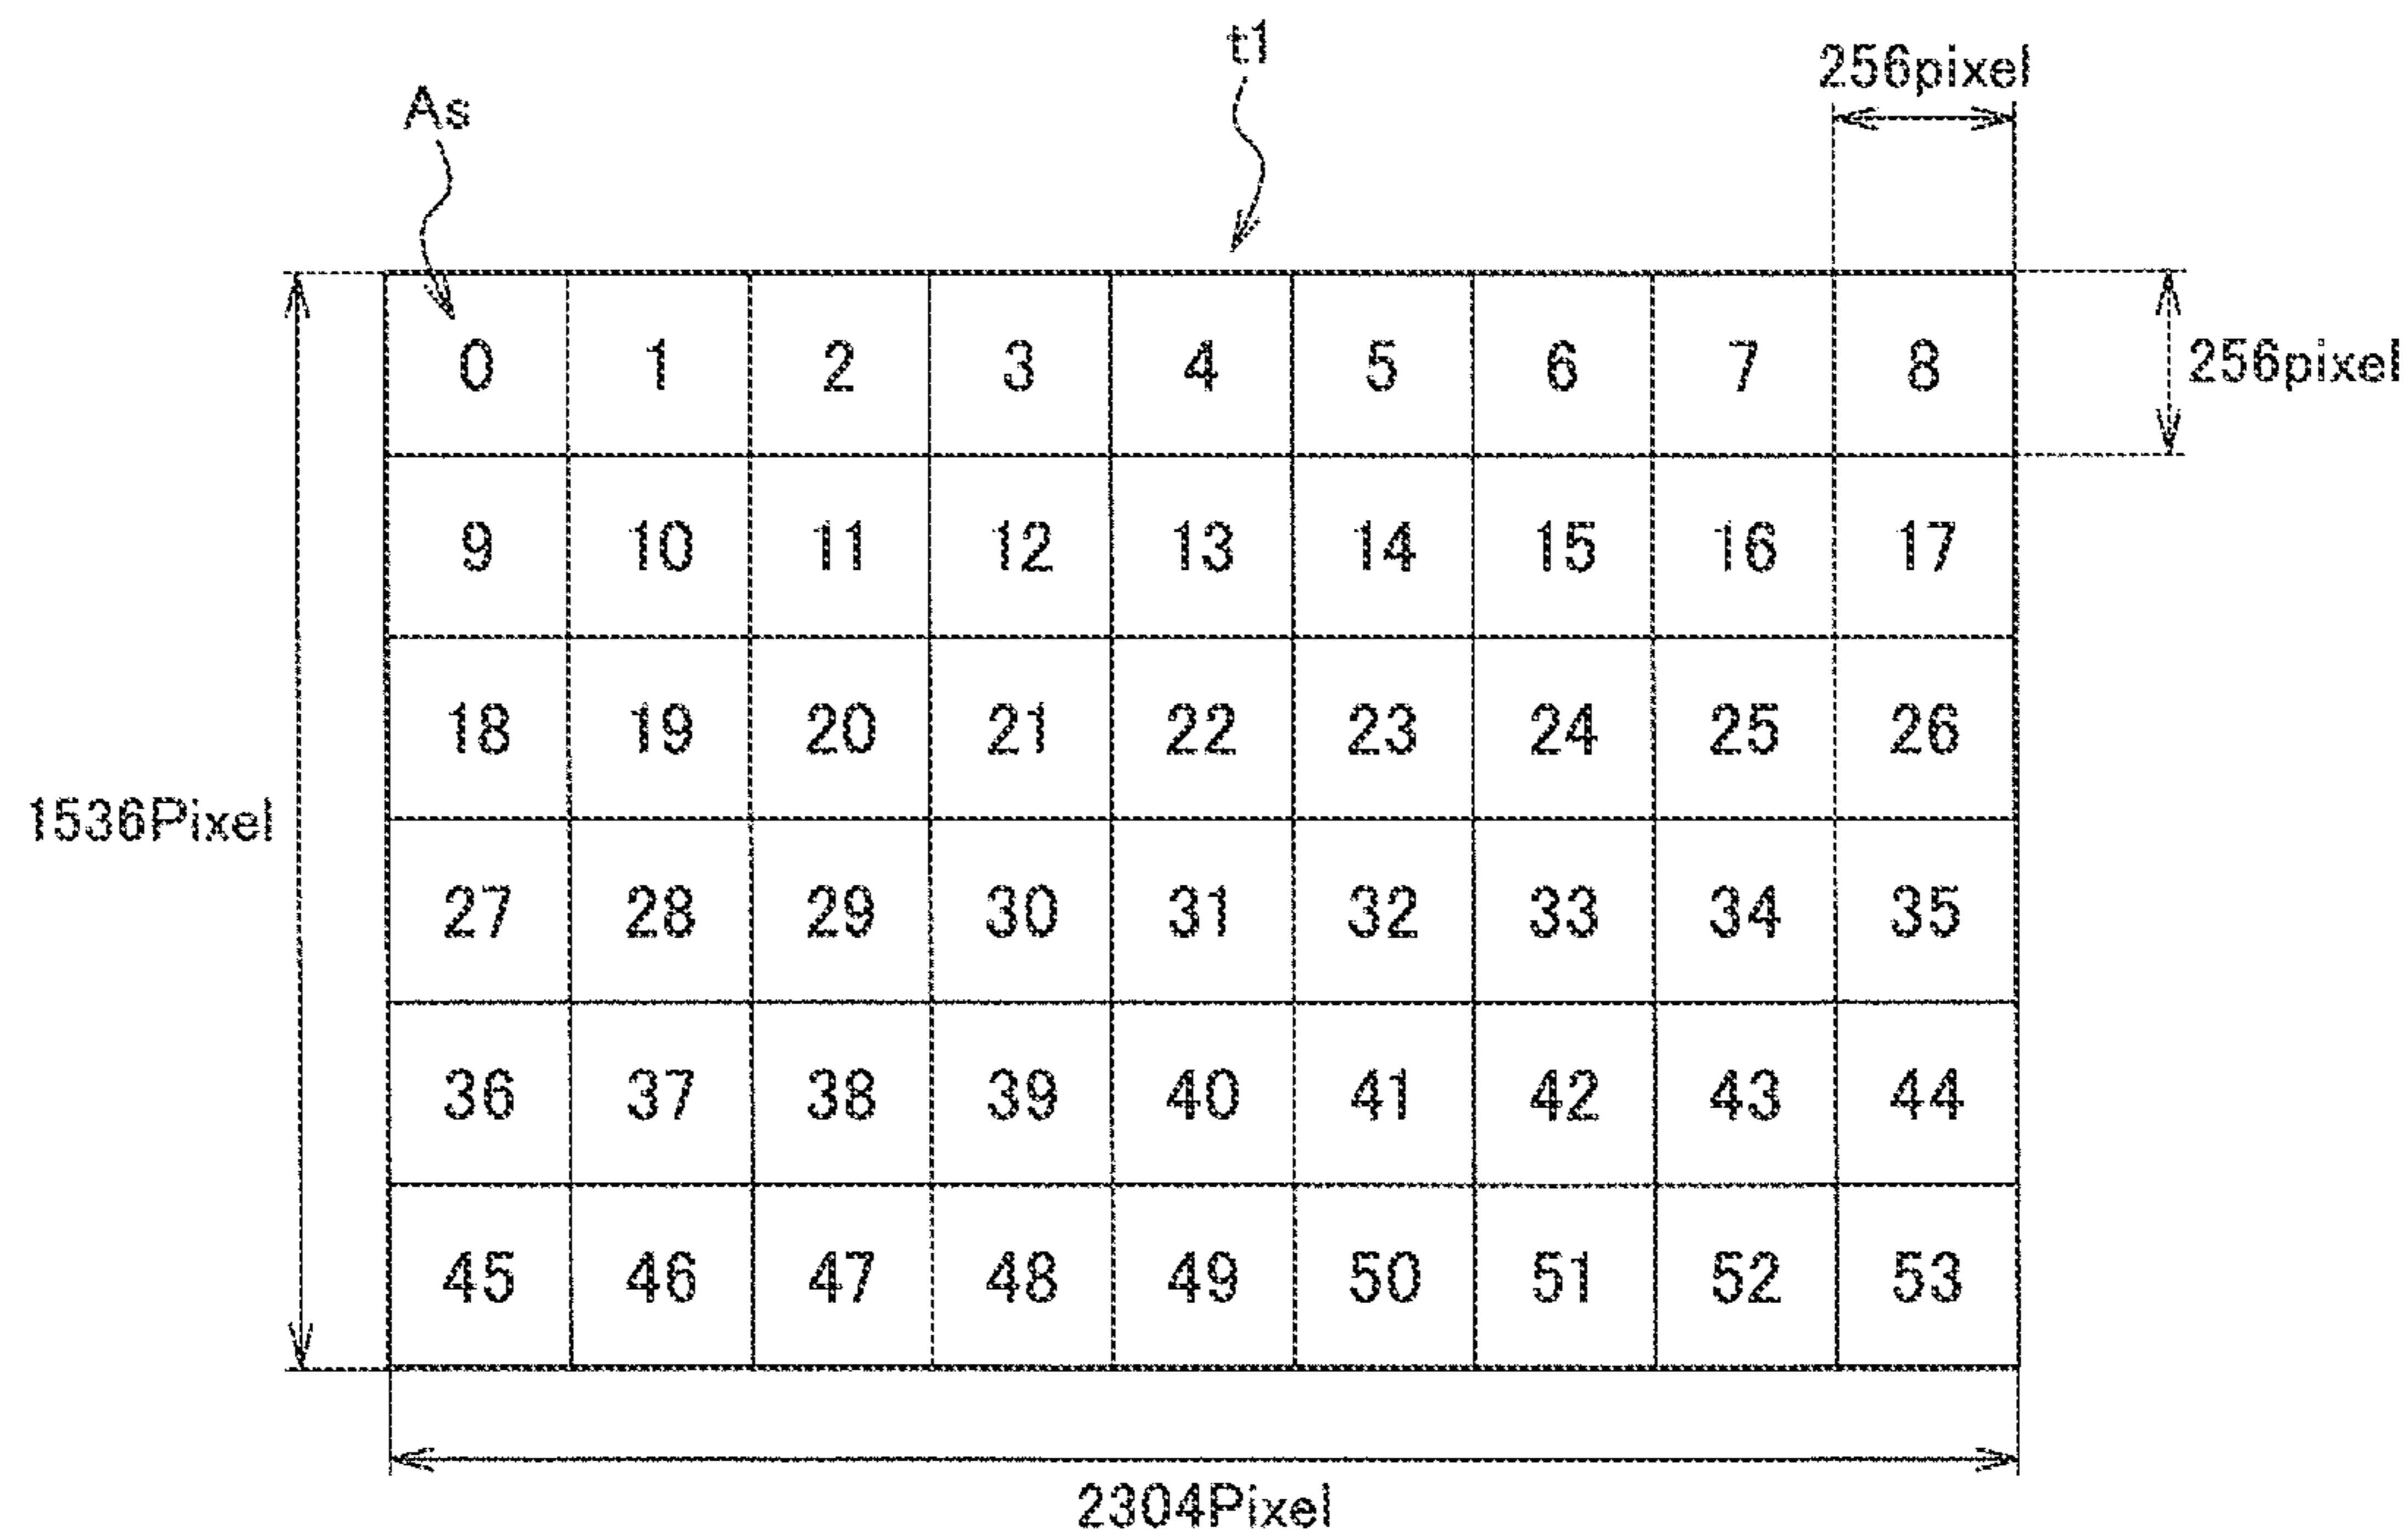 t1
256pixel
As
0 1 2 3 4 5 6 7 8
256pixel
9 10 11 12 13 14 15 16 17
18 19 20 21 22 23 24 25 26
1536Pixel
27 28 29 30 31 32 33 34 35
36 37 38 39 40 41 42 43 44
45 46 47 48 49 50 51 52 53
2304Pixel